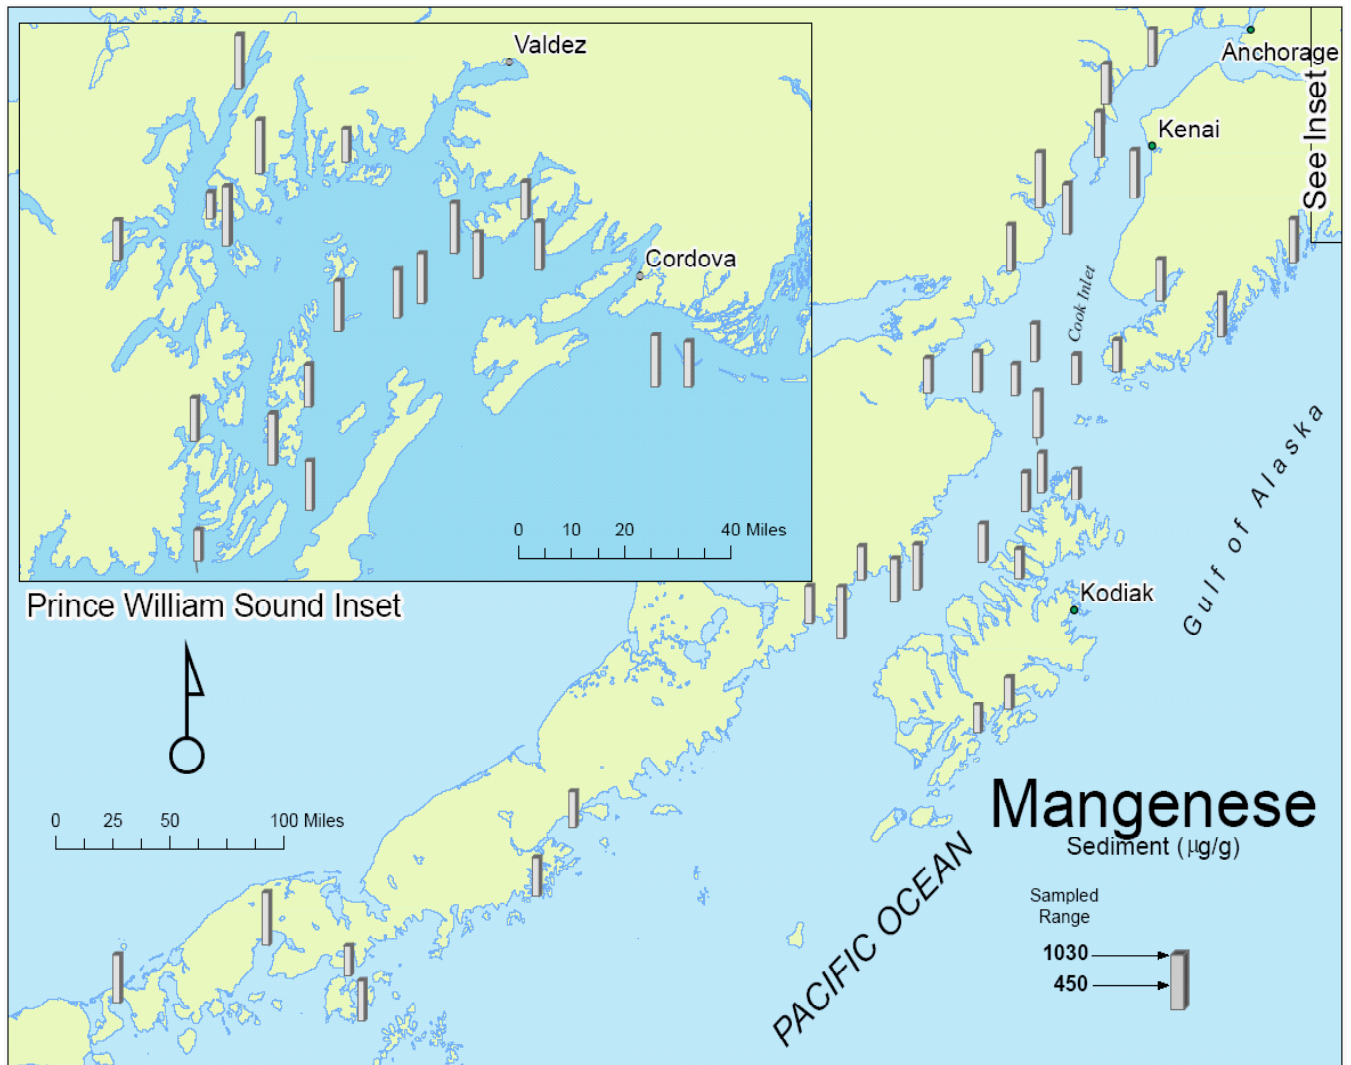 Valdez
Cordova
0 10 20 40 Miles
Prince William Sound Inset
Anchorage
See Inset
Kenai
Cook Inlet
Gulf of Alaska
Kodiak
0 25 50 100 Miles
PACIFIC OCEAN
Mangenese
Sediment (µg/g)
Sampled
Range
1030
450